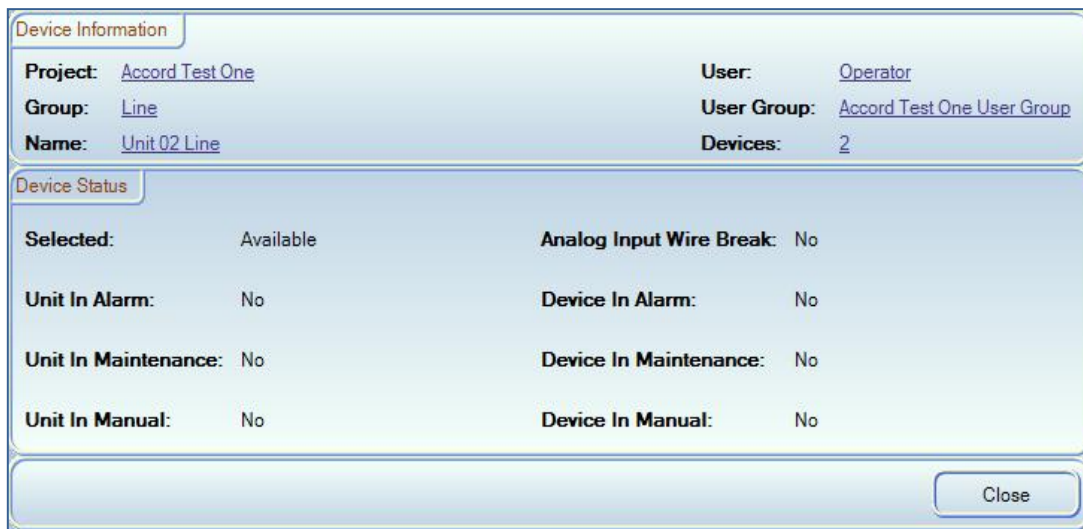 Device Information
Project: Accord Test One User: Operator
Group: Line User Group: Accord Test One User Group
Name: Unit 02 Line Devices: 2
Device Status
Selected: Available Analog Input Wire Break: No
Unit In Alarm: No Device In Alarm: No
Unit In Maintenance: No Device In Maintenance: No
Unit In Manual: No Device In Manual: No
Close